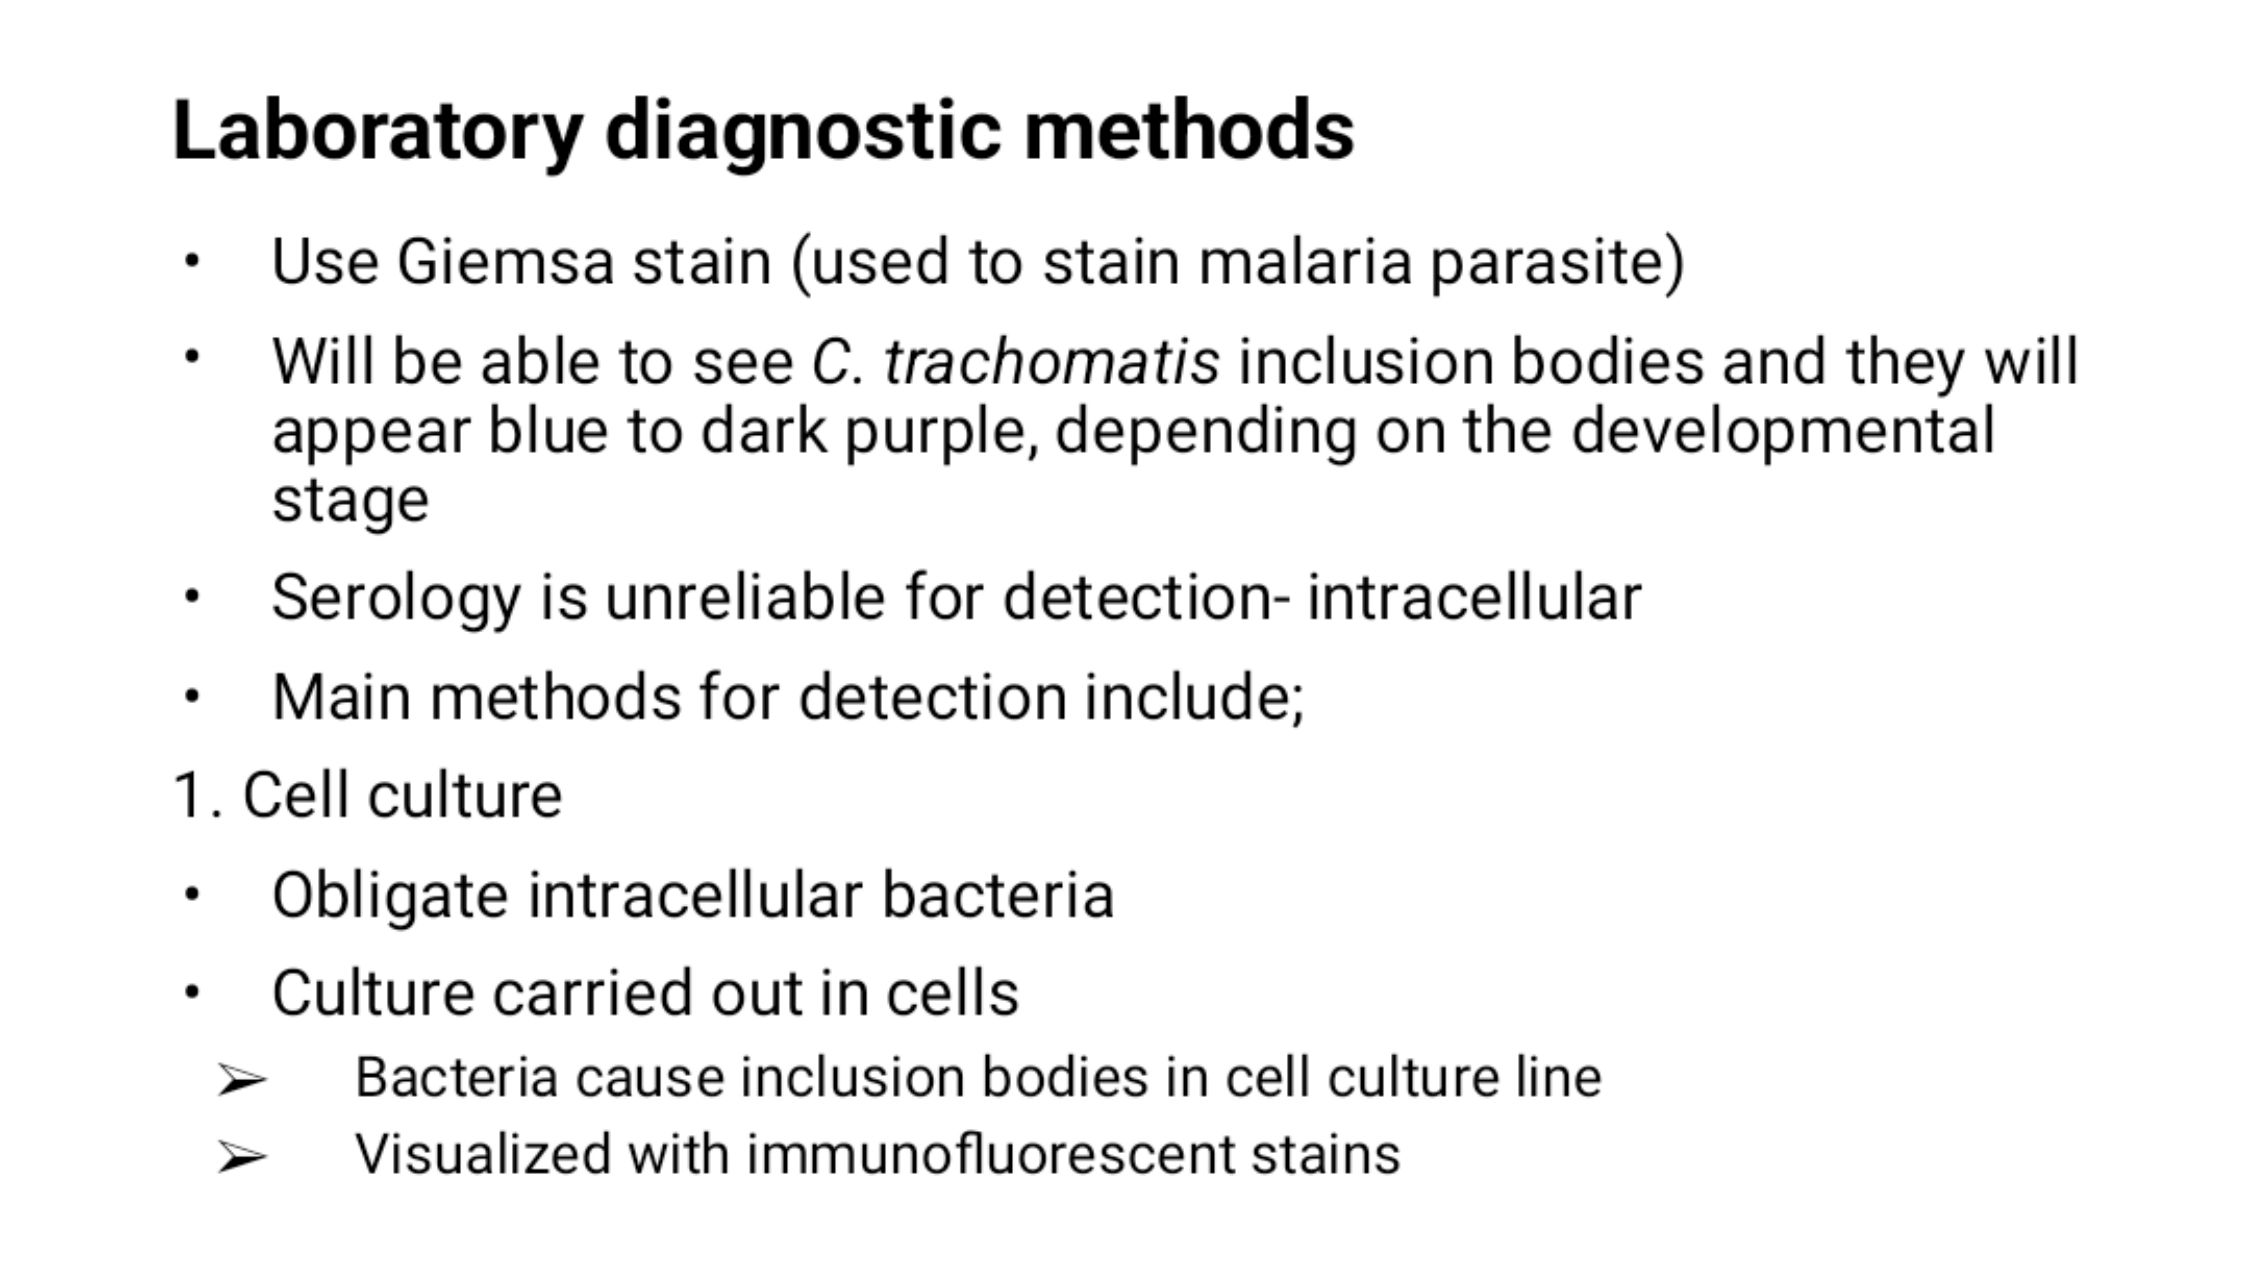 Laboratory diagnostic methods
• Use Giemsa stain (used to stain malaria parasite)
• Will be able to see C. trachomatis inclusion bodies and they will
appear blue to dark purple, depending on the developmental
stage
• Serology is unreliable for detection- intracellular
• Main methods for detection include;
1. Cell culture
• Obligate intracellular bacteria
• Culture carried out in cells
➢ Bacteria cause inclusion bodies in cell culture line
➢ Visualized with immunofluorescent stains